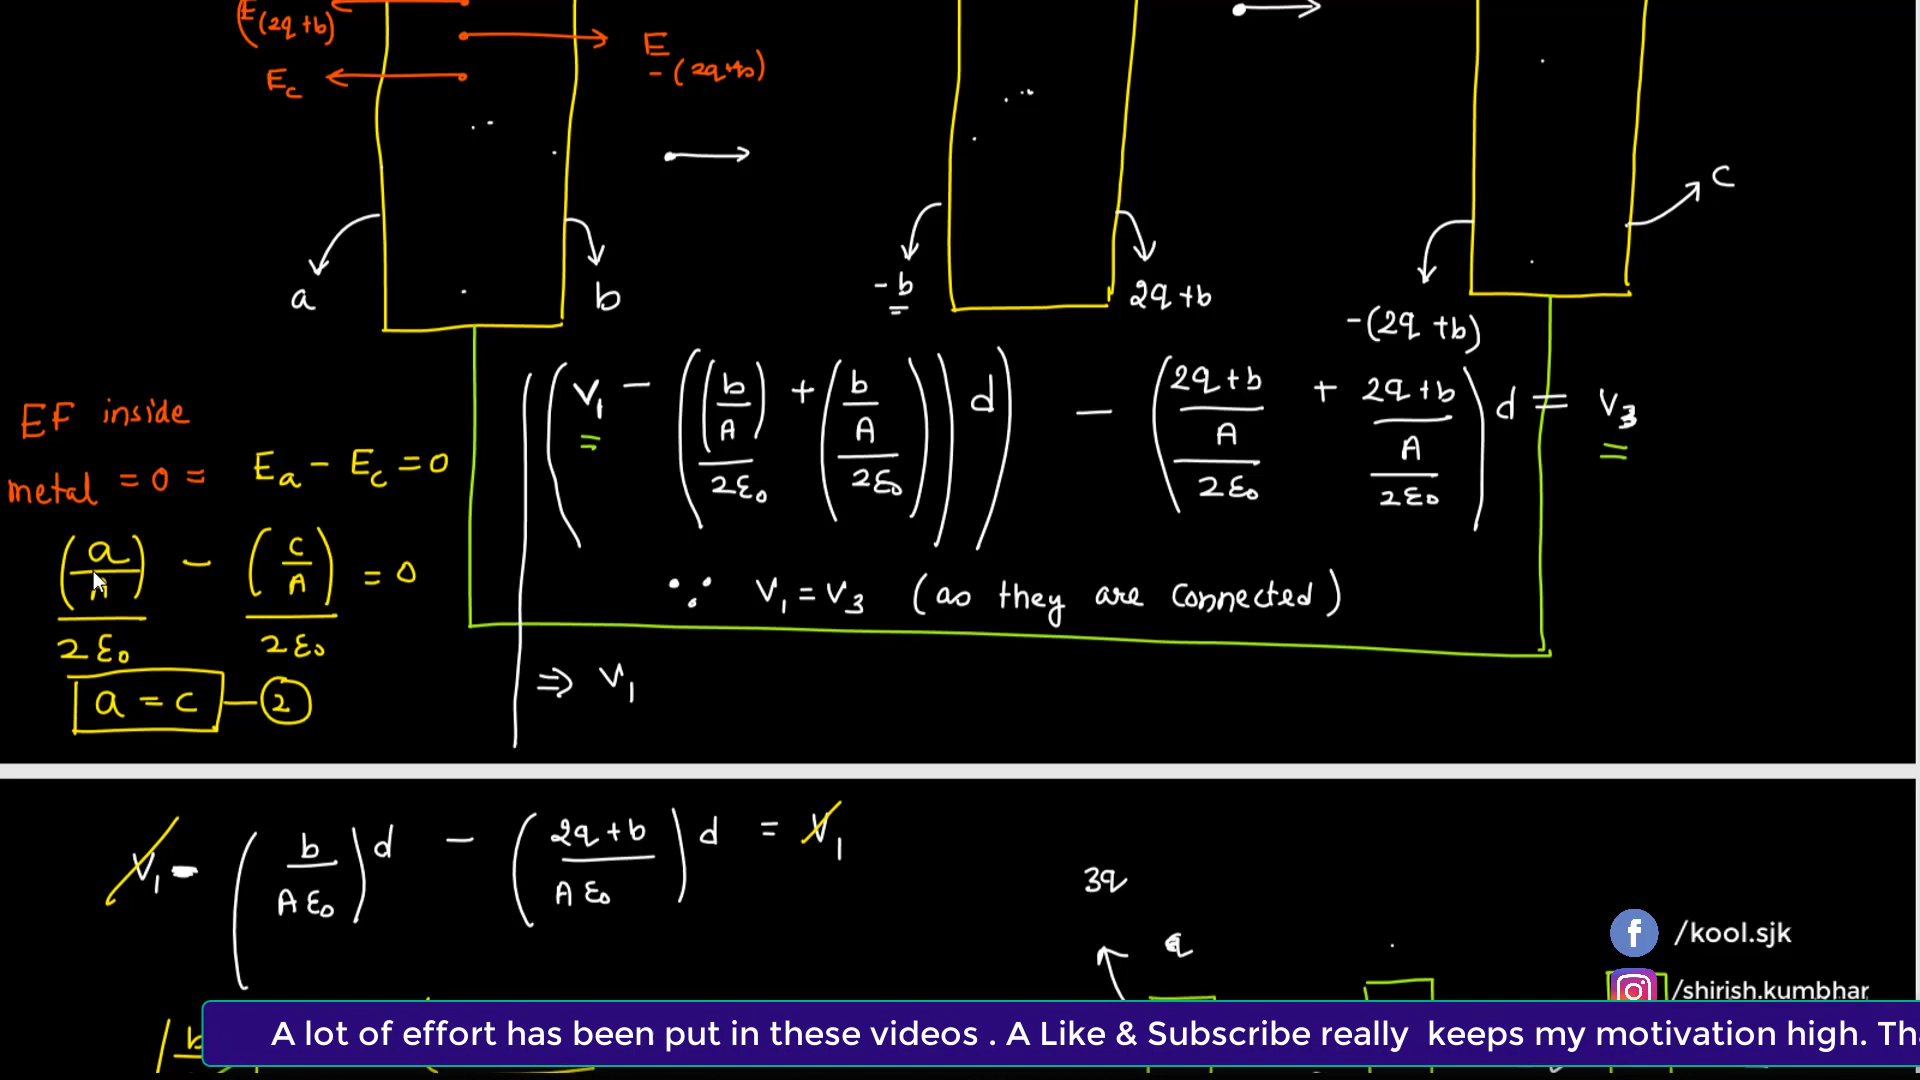 E(2q+b)
E-(2q+b)
Ec
c
a
b
-b
2q+b
-(2q+b)
(((V₁ - (((b/A)/2ε₀) + ((b/A)/2ε₀))d) - (((2q+b)/A)/2ε₀ + ((2q+b)/A)/2ε₀)d = V₃
EF inside
metal = 0 = Ea - Ec = 0
(a/A)/2ε₀ - (c/A)/2ε₀ = 0
∵ V₁ = V₃ (as they are connected)
a = c — ②
⇒ V₁
V₁ - (b/Aε₀)d - ((2q+b)/Aε₀)d = V₁
3q
q
/kool.sjk
/shirish.kumbhar
A lot of effort has been put in these videos . A Like & Subscribe really keeps my motivation high. Tha
b